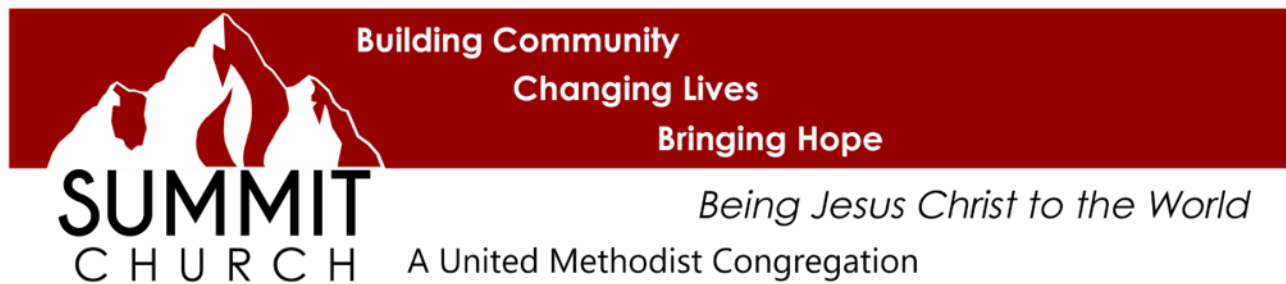 Building Community
Changing Lives
Bringing Hope
SUMMIT
CHURCH
Being Jesus Christ to the World
A United Methodist Congregation